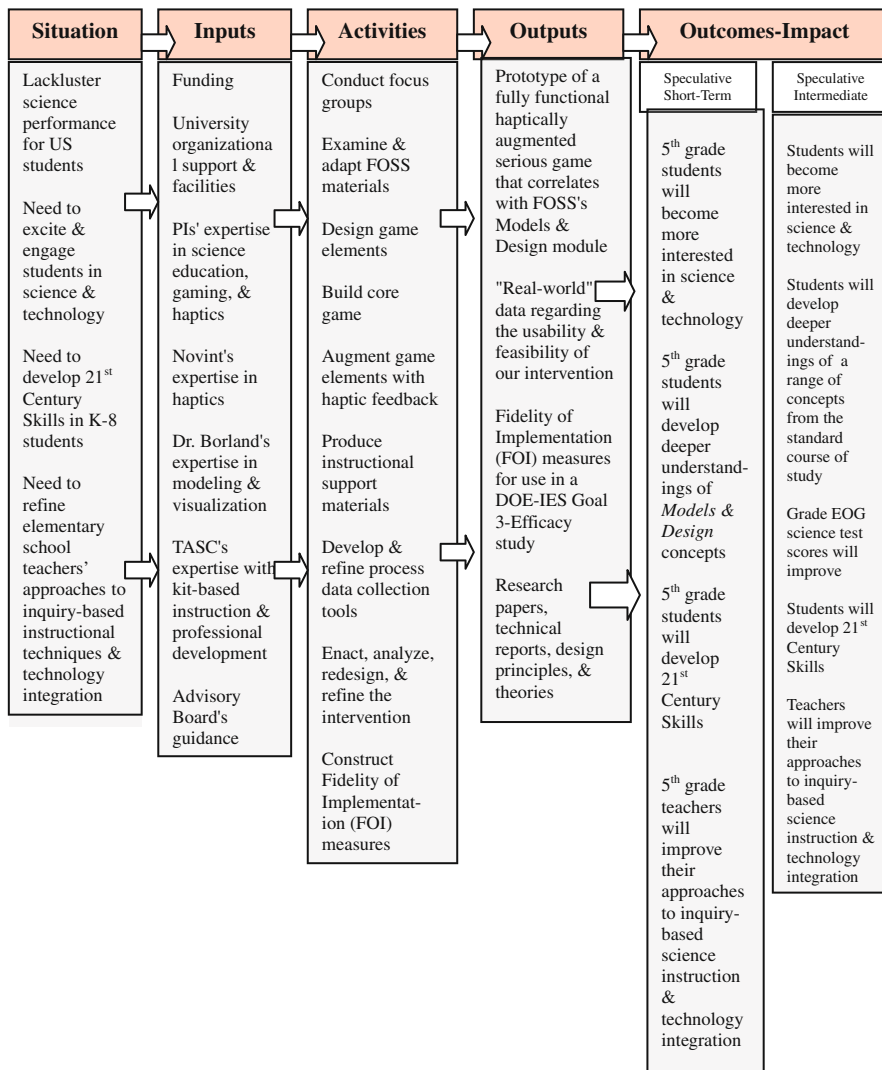 Situation
Inputs
Activities
Outputs
Outcomes-Impact
Lackluster
science
performance
for US
students
Need to
excite &
engage
students in
science &
technology
Need to
develop 21st
Century
Skills in K-8
students
Need to
refine
elementary
school
teachers'
approaches to
inquiry-based
instructional
techniques &
technology
integration
Funding
University
organizationa
l support &
facilities
PIs' expertise
in science
education,
gaming, &
haptics
Novint's
expertise in
haptics
Dr. Borland's
expertise in
modeling &
visualization
TASC's
expertise with
kit-based
instruction &
professional
development
Advisory
Board's
guidance
Conduct focus
groups
Examine &
adapt FOSS
materials
Design game
elements
Build core
game
Augment game
elements with
haptic feedback
Produce
instructional
support
materials
Develop &
refine process
data collection
tools
Enact, analyze,
redesign, &
refine the
intervention
Construct
Fidelity of
Implementat-
ion (FOI)
measures
Prototype of a
fully functional
haptically
augmented
serious game
that correlates
with FOSS's
Models &
Design module
"Real-world"
data regarding
the usability &
feasibility of
our intervention
Fidelity of
Implementation
(FOI) measures
for use in a
DOE-IES Goal
3-Efficacy
study
Research
papers,
technical
reports, design
principles, &
theories
Speculative
Short-Term
5th grade
students
will
become
more
interested
in science
&
technology
5th grade
students
will
develop
deeper
understand-
ings of
Models &
Design
concepts
5th grade
students
will
develop
21st
Century
Skills
5th grade
teachers
will
improve
their
approaches
to inquiry-
based
science
instruction
&
technology
integration
Speculative
Intermediate
Students will
become
more
interested in
science &
technology
Students will
develop
deeper
understand-
ings of a
range of
concepts
from the
standard
course of
study
Grade EOG
science test
scores will
improve
Students will
develop 21st
Century
Skills
Teachers
will improve
their
approaches
to inquiry-
based
science
instruction &
technology
integration